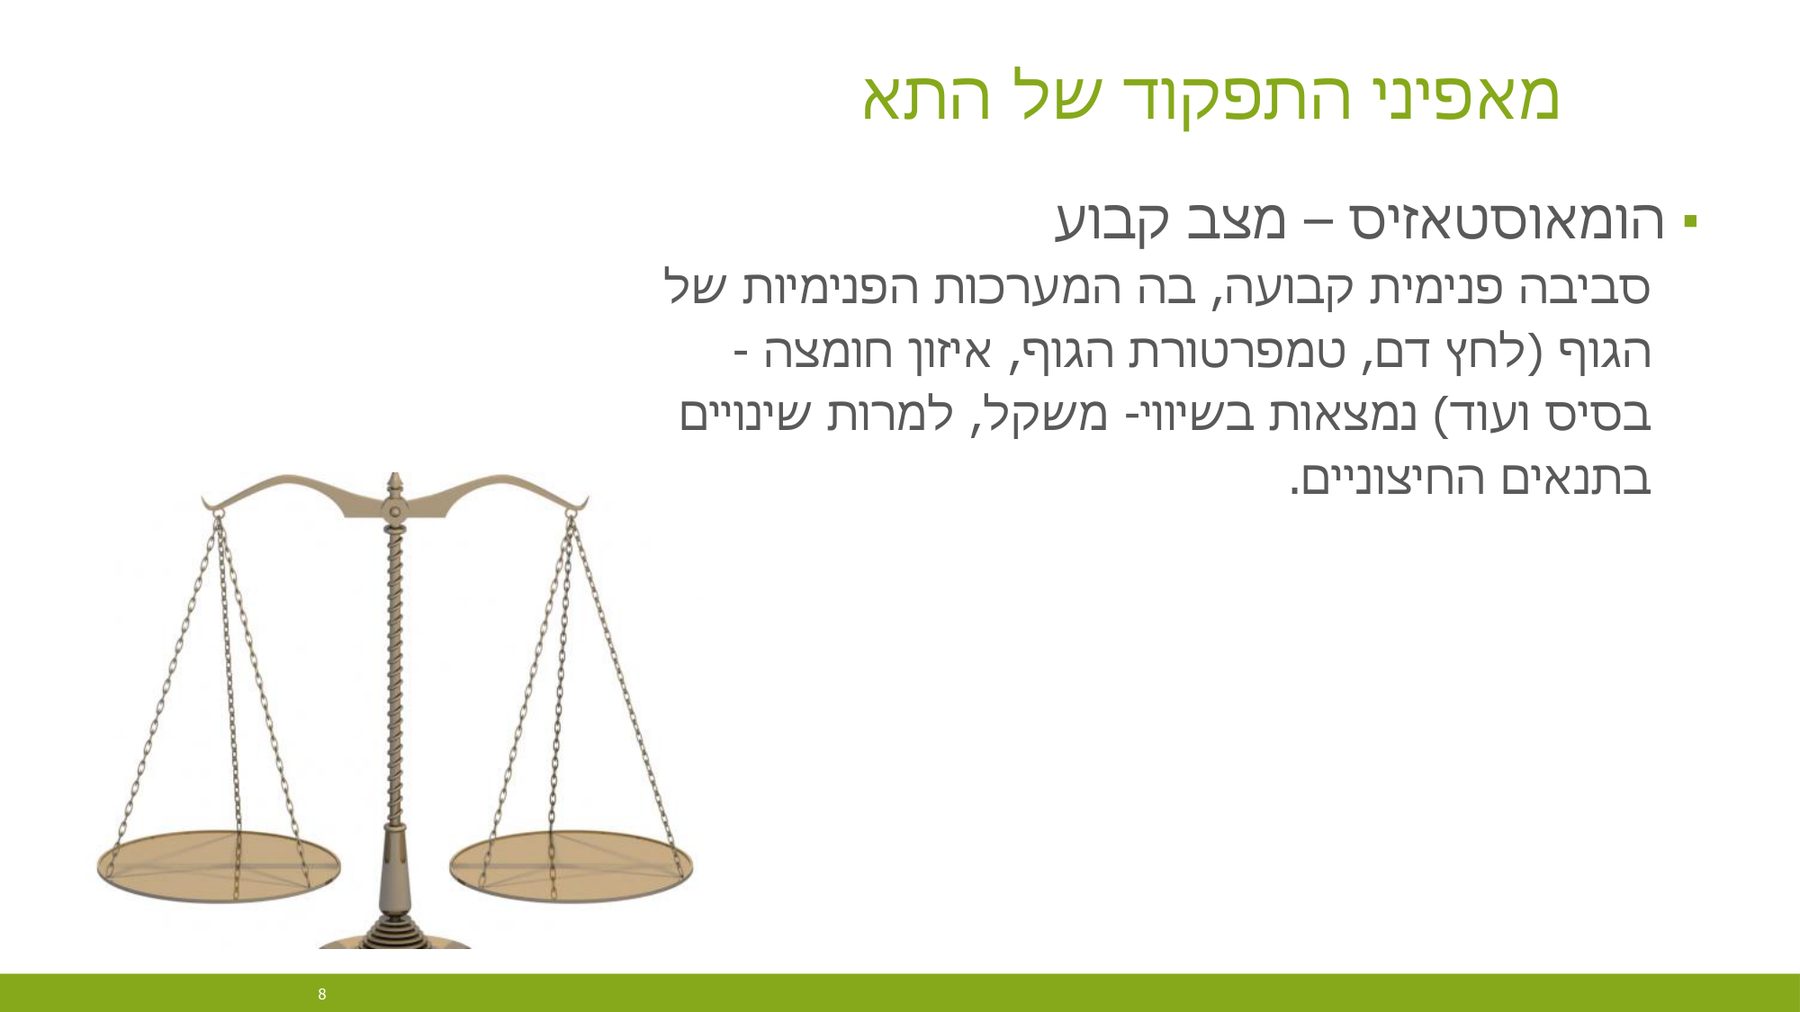 מאפיני התפקוד של התא
▪ הומאוסטאזיס – מצב קבוע
סביבה פנימית קבועה, בה המערכות הפנימיות של
הגוף (לחץ דם, טמפרטורת הגוף, איזון חומצה -
בסיס ועוד) נמצאות בשיווי- משקל, למרות שינויים
בתנאים החיצוניים.
8